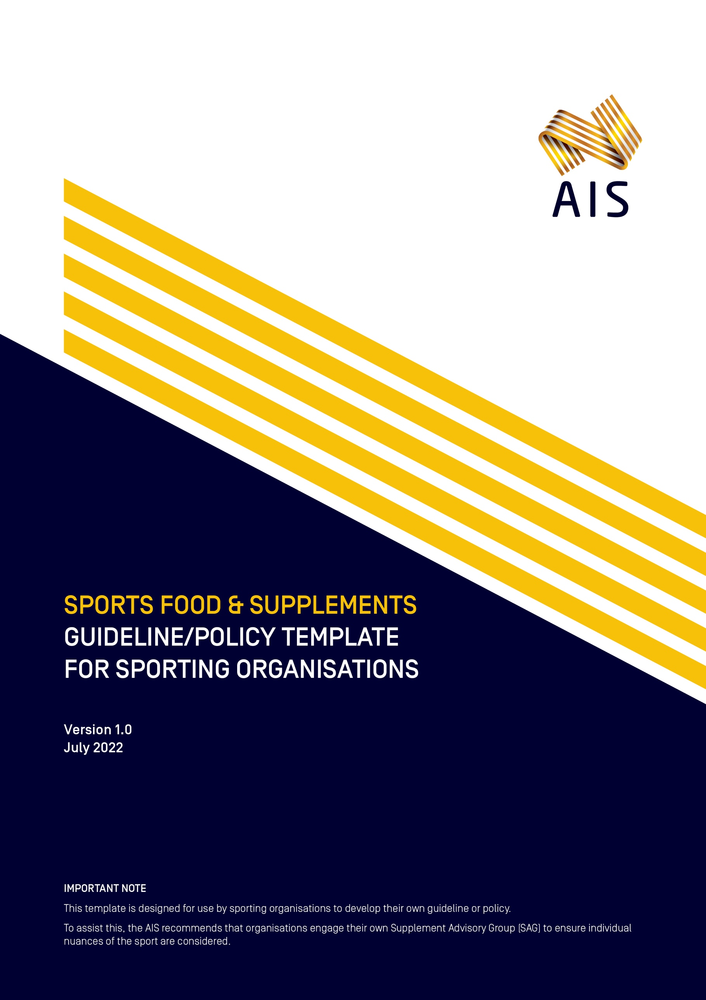 AIS
SPORTS FOOD & SUPPLEMENTS
GUIDELINE/POLICY TEMPLATE
FOR SPORTING ORGANISATIONS
Version 1.0
July 2022
IMPORTANT NOTE
This template is designed for use by sporting organisations to develop their own guideline or policy.
To assist this, the AIS recommends that organisations engage their own Supplement Advisory Group (SAG) to ensure individual
nuances of the sport are considered.